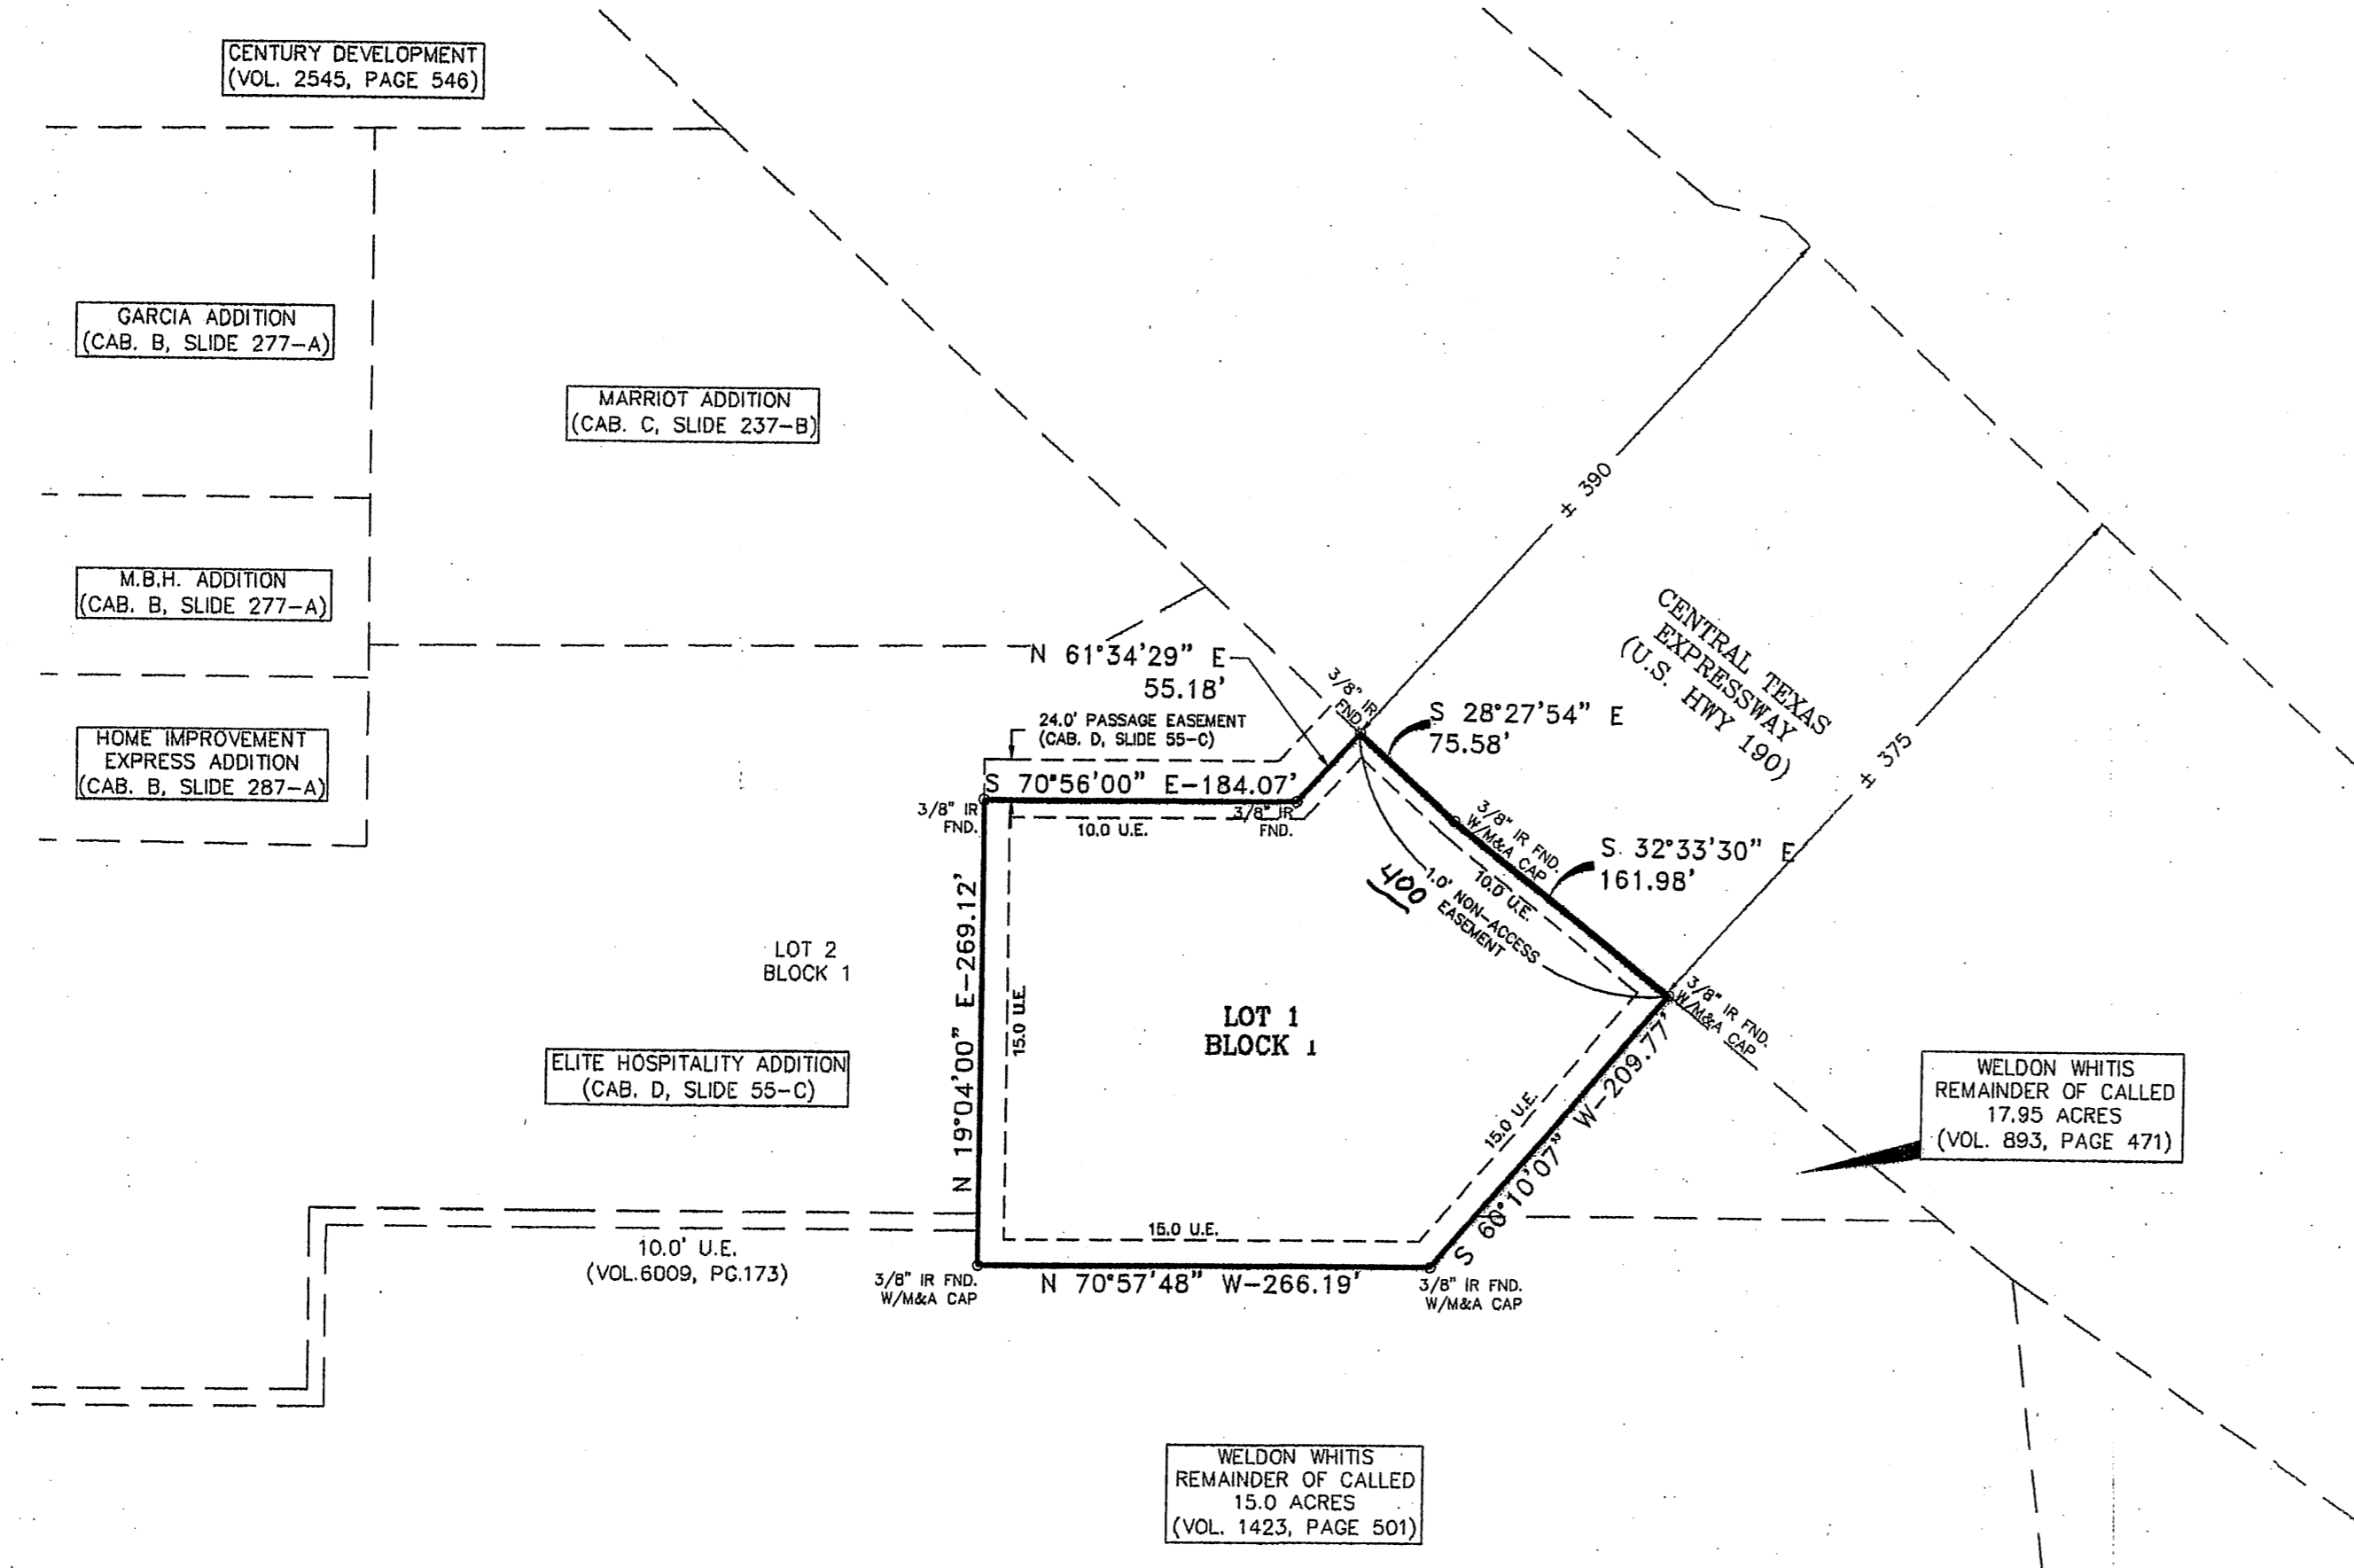 CENTURY DEVELOPMENT
(VOL. 2545, PAGE 546)
GARCIA ADDITION
(CAB. B, SLIDE 277-A)
MARRIOT ADDITION
(CAB. C, SLIDE 237-B)
± 390
M.B.H. ADDITION
(CAB. B, SLIDE 277-A)
CENTRAL TEXAS
EXPRESSWAY
(U.S. HWY 190)
± 375
N 61°34'29" E
55.18'
3/8" IR
FND.
S 28°27'54" E
75.58'
24.0' PASSAGE EASEMENT
(CAB. D, SLIDE 55-C)
HOME IMPROVEMENT
EXPRESS ADDITION
(CAB. B, SLIDE 287-A)
S 70°56'00" E-184.07'
3/8" IR
FND.
10.0 U.E.
3/8" IR
FND.
3/8" IR FND.
W/M&A CAP
S 32°33'30" E
161.98'
10.0 U.E.
1.0' NON-ACCESS
EASEMENT
400
N 19°04'00" E-269.12'
15.0 U.E.
LOT 2
BLOCK 1
LOT 1
BLOCK 1
3/8" IR FND.
W/M&A CAP
ELITE HOSPITALITY ADDITION
(CAB. D, SLIDE 55-C)
15.0 U.E.
S 60°10'07" W-209.77'
WELDON WHITIS
REMAINDER OF CALLED
17.95 ACRES
(VOL. 893, PAGE 471)
15.0 U.E.
10.0' U.E.
(VOL.6009, PG.173)
3/8" IR FND.
W/M&A CAP
N 70°57'48" W-266.19'
3/8" IR FND.
W/M&A CAP
WELDON WHITIS
REMAINDER OF CALLED
15.0 ACRES
(VOL. 1423, PAGE 501)